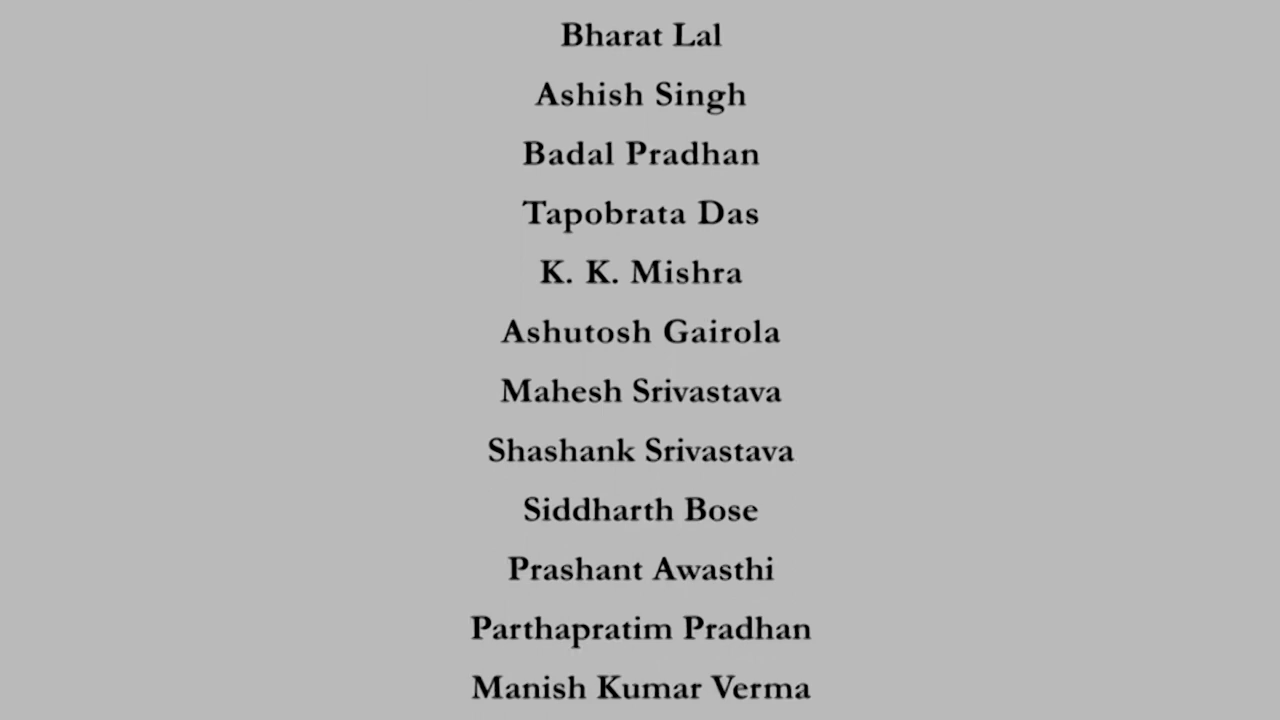 Bharat Lal
Ashish Singh
Badal Pradhan
Tapobrata Das
K. K. Mishra
Ashutosh Gairola
Mahesh Srivastava
Shashank Srivastava
Siddharth Bose
Prashant Awasthi
Parthapratim Pradhan
Manish Kumar Verma